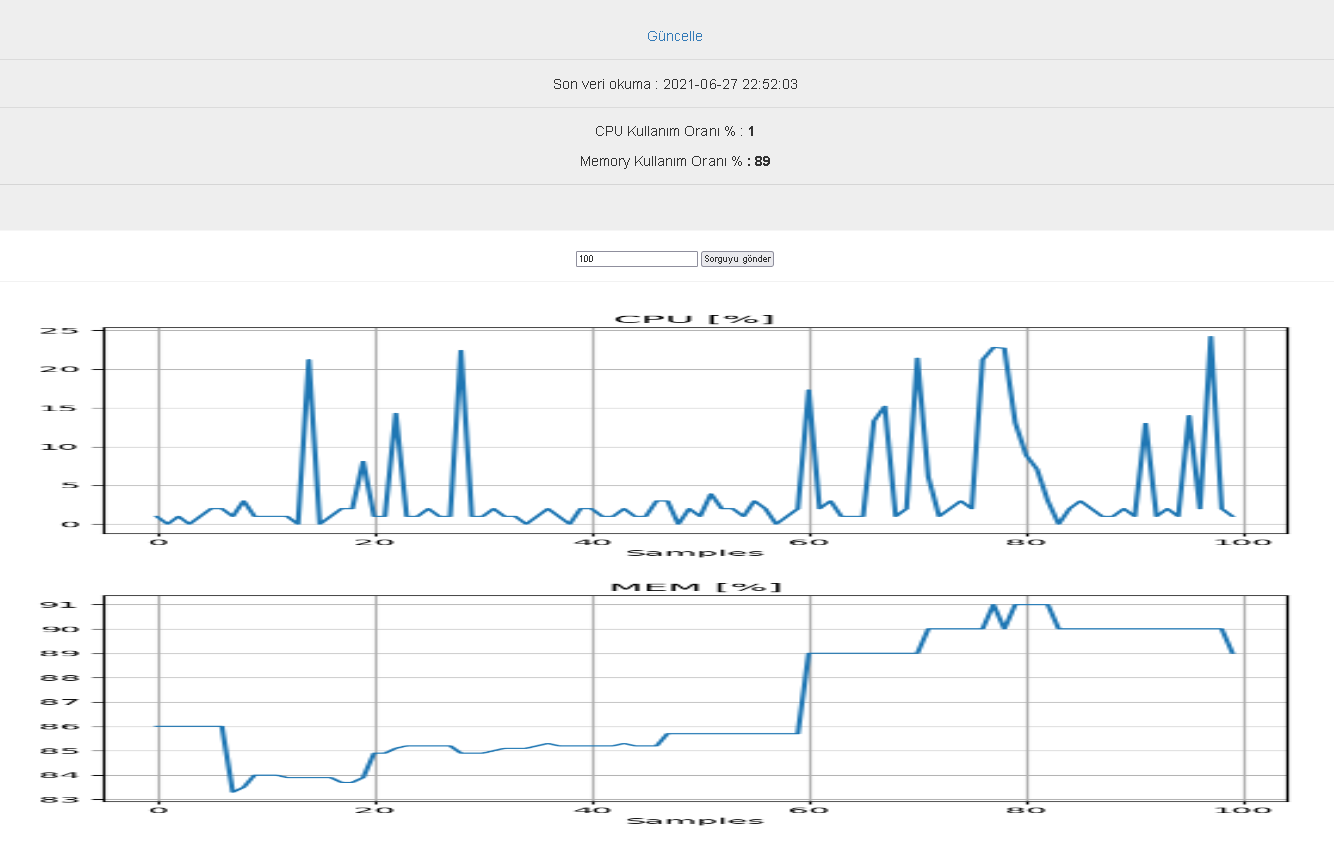 Güncelle
Son veri okuma : 2021-06-27 22:52:03
CPU Kullanım Oranı % : 1
Memory Kullanım Oranı % : 89
100 Sorguyu gönder
CPU [%]
25
20
15
10
5
0
0 20 40 60 80 100
Samples
MEM [%]
91
90
89
88
87
86
85
84
83
0 20 40 60 80 100
Samples